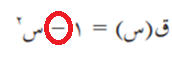 ق(س) = ١ − س٢